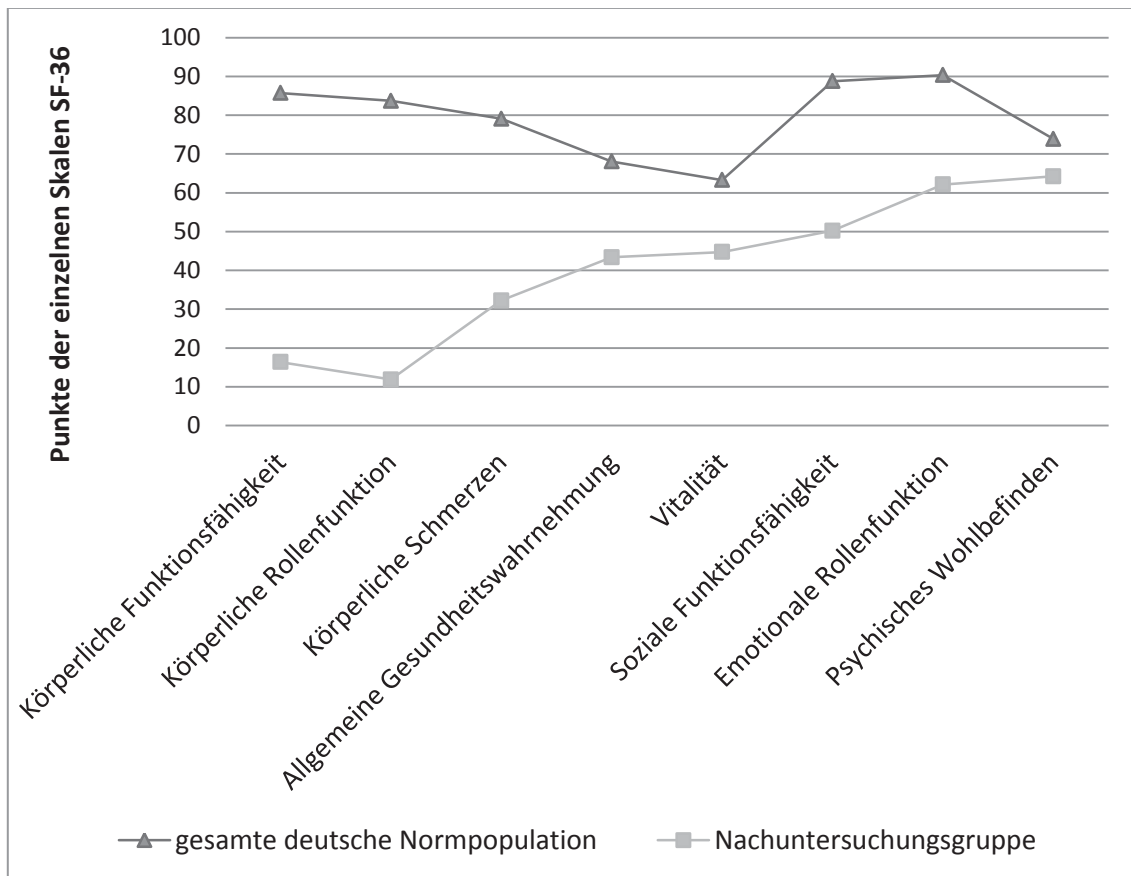 Punkte der einzelnen Skalen SF-36
100
90
80
70
60
50
40
30
20
10
0
Körperliche Funktionsfähigkeit
Körperliche Rollenfunktion
Körperliche Schmerzen
Allgemeine Gesundheitswahrnehmung
Vitalität
Soziale Funktionsfähigkeit
Emotionale Rollenfunktion
Psychisches Wohlbefinden
gesamte deutsche Normpopulation
Nachuntersuchungsgruppe